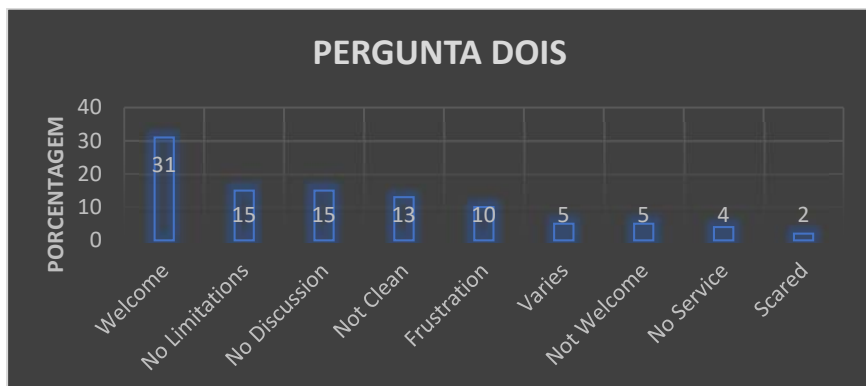 PERGUNTA DOIS
PORCENTAGEM
40
30
20
10
0
31
15
15
13
10
5
5
4
2
Welcome
No Limitations
No Discussion
Not Clean
Frustration
Varies
Not Welcome
No Service
Scared